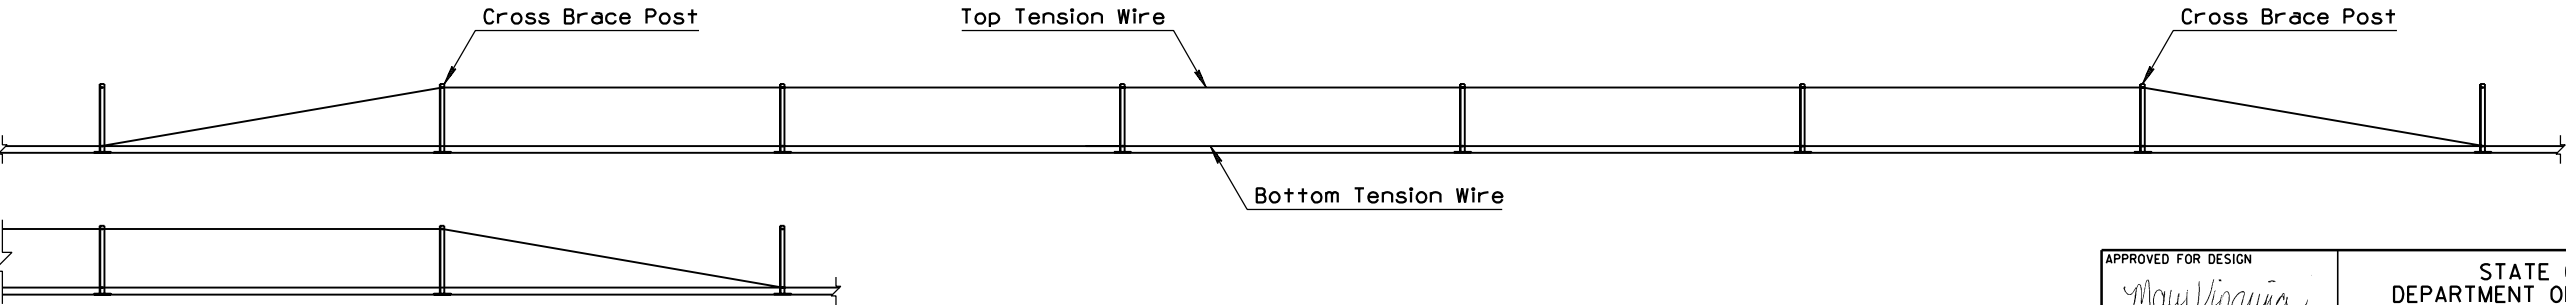 Cross Brace Post
Top Tension Wire
Cross Brace Post
Bottom Tension Wire
APPROVED FOR DESIGN
STATE
DEPARTMENT